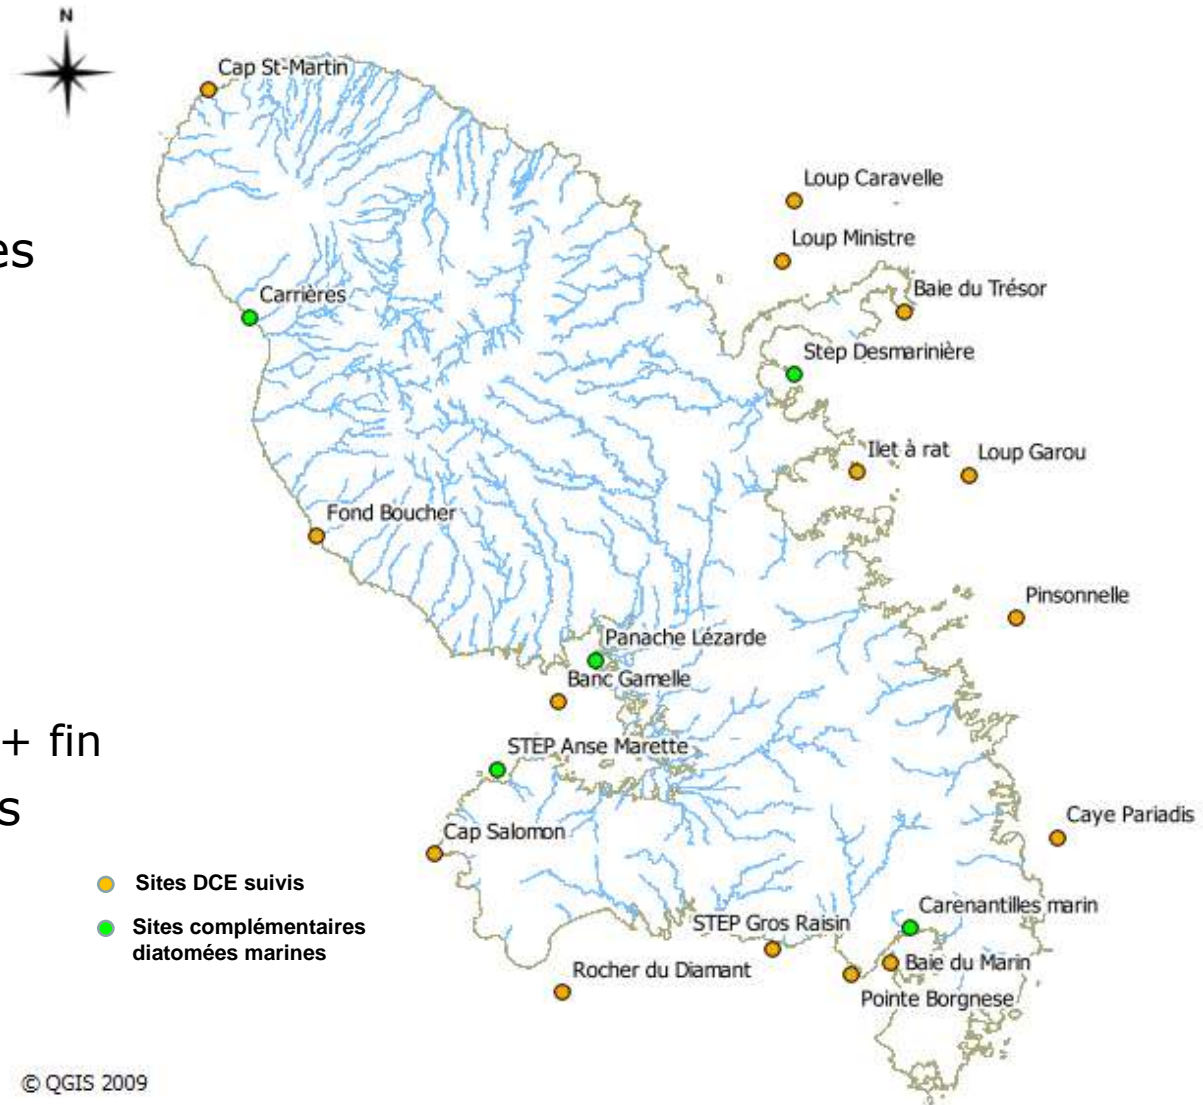 N
Cap St-Martin
Loup Caravelle
es
Loup Ministre
Baie du Trésor
Carrières
Step Desmarinière
Ilet à rat
Loup Garou
Fond Boucher
Pinsonnelle
Panache Lézarde
Banc Gamelle
+ fin
STEP Anse Marette
s
Caye Pariadis
Cap Salomon
Sites DCE suivis
Carenantilles marin
Sites complémentaires
diatomées marines
STEP Gros Raisin
Baie du Marin
Rocher du Diamant
Pointe Borgnese
© QGIS 2009